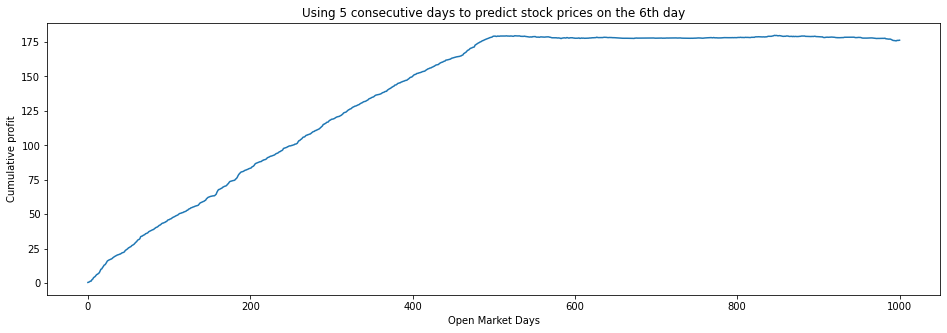 Using 5 consecutive days to predict stock prices on the 6th day
175
150
125
100
75
50
25
0
Cumulative profit
0 200 400 600 800 1000
Open Market Days